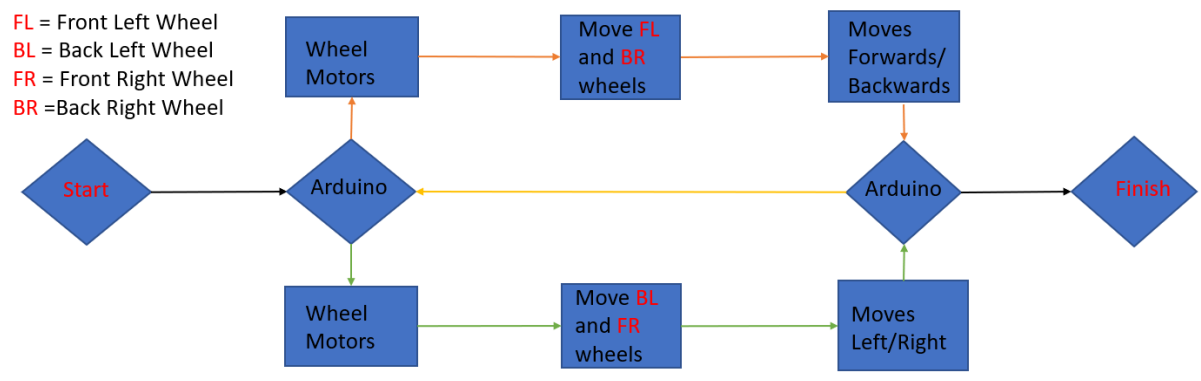 FL = Front Left Wheel
BL = Back Left Wheel
FR = Front Right Wheel
BR =Back Right Wheel
Wheel
Motors
Move FL
and BR
wheels
Moves
Forwards/
Backwards
Start
Arduino
Arduino
Finish
Wheel
Motors
Move BL
and FR
wheels
Moves
Left/Right